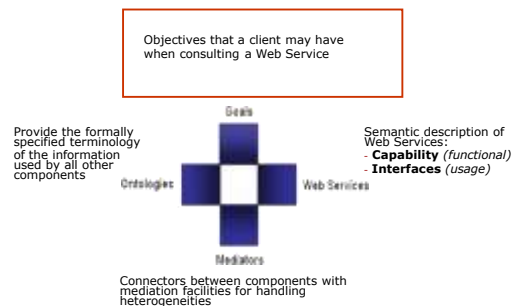 Objectives that a client may have
when consulting a Web Service
Goals
Provide the formally
specified terminology
of the information
used by all other
components
Semantic description of
Web Services:
- Capability (functional)
- Interfaces (usage)
Ontologies
Web Services
Mediators
Connectors between components with
mediation facilities for handling
heterogeneities